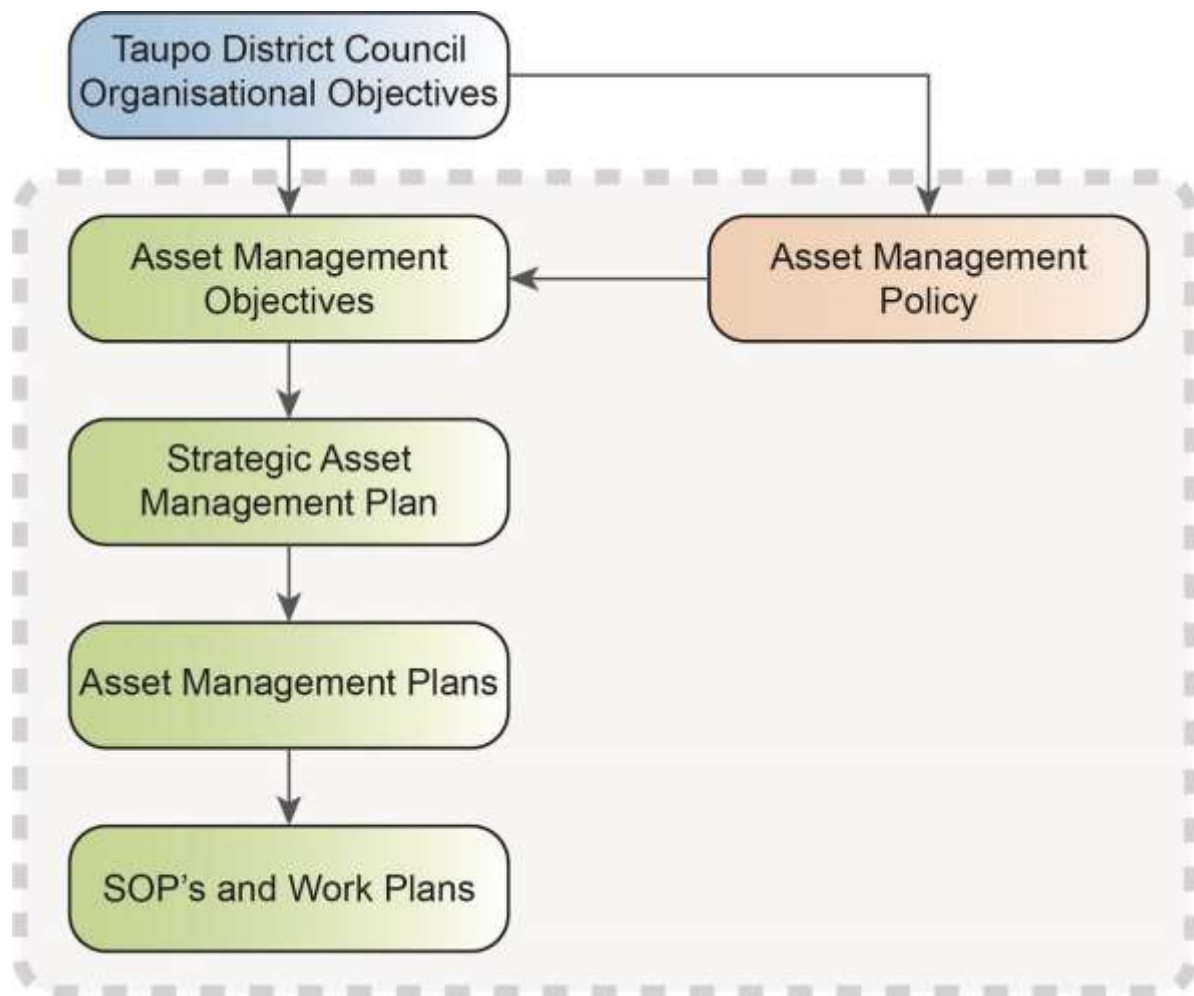 Taupo District Council
Organisational Objectives
Asset Management
Objectives
Asset Management
Policy
Strategic Asset
Management Plan
Asset Management Plans
SOP's and Work Plans